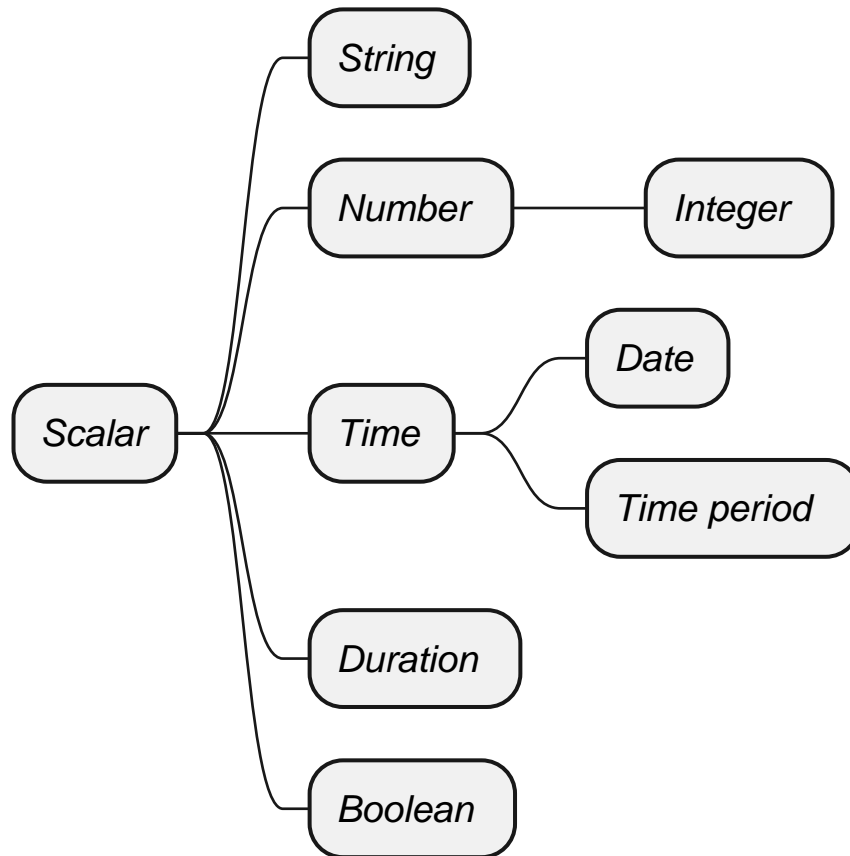 String
Number
Integer
Date
Scalar
Time
Time period
Duration
Boolean